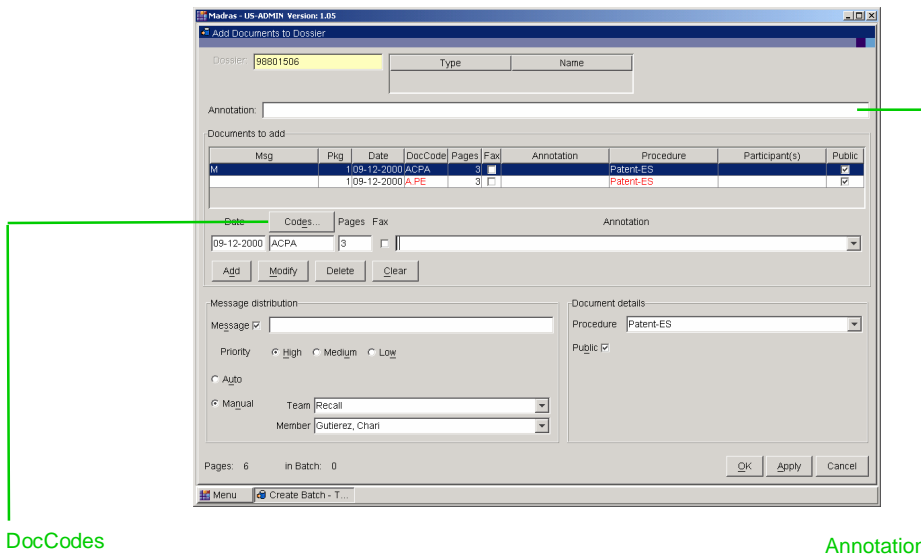 Madras - US-ADMIN Version: 1.05
Add Documents to Dossier
Dossier: 98801506 Type Name
Annotation:
Documents to add
Msg Pkg Date DocCode Pages Fax Annotation Procedure Participant(s) Public
M 1 09-12-2000 ACPA 3 Patent-ES
1 09-12-2000 A.PE 3 Patent-ES
Date Codes... Pages Fax Annotation
09-12-2000 ACPA 3
Add Modify Delete Clear
Message distribution
Message
Priority High Medium Low
Auto
Manual Team Recall
Member Gutierez, Chari
Document details
Procedure Patent-ES
Public
Pages: 6 in Batch: 0 OK Apply Cancel
Menu Create Batch - T...
DocCodes Annotation